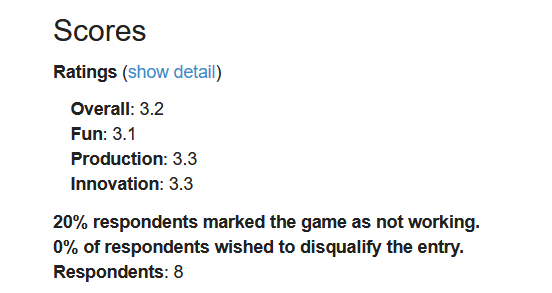 Scores
Ratings (show detail)
Overall: 3.2
Fun: 3.1
Production: 3.3
Innovation: 3.3
20% respondents marked the game as not working.
0% of respondents wished to disqualify the entry.
Respondents: 8